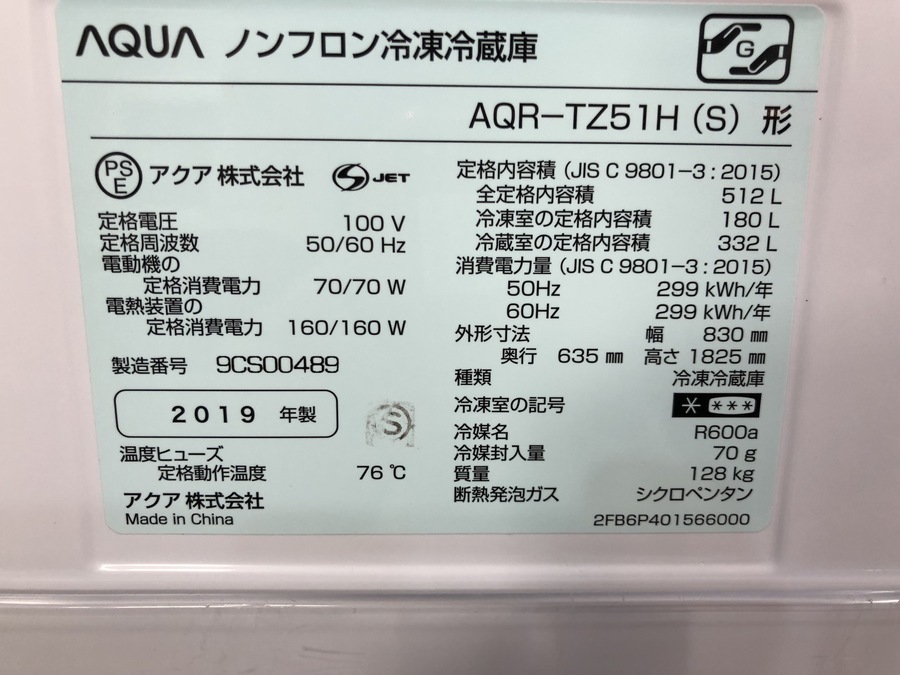 AQUA ノンフロン冷凍冷蔵庫
G
AQR-TZ51H (S) 形
PS E アクア 株式会社 S JET
定格電圧 100 V
定格周波数 50/60 Hz
電動機の
定格消費電力 70/70 W
電熱装置の
定格消費電力 160/160 W
製造番号 9CS00489
2019 年製
S
温度ヒューズ
定格動作温度 76 ℃
アクア 株式会社
Made in China
定格内容積 (JIS C 9801-3 : 2015)
全定格内容積 512 L
冷凍室の定格内容積 180 L
冷蔵室の定格内容積 332 L
消費電力量 (JIS C 9801-3 : 2015)
50Hz 299 kWh/年
60Hz 299 kWh/年
外形寸法 幅 830 ㎜
奥行 635 ㎜ 高さ 1825 ㎜
種類 冷凍冷蔵庫
冷凍室の記号 * ***
冷媒名 R600a
冷媒封入量 70 g
質量 128 kg
断熱発泡ガス シクロペンタン
2FB6P401566000